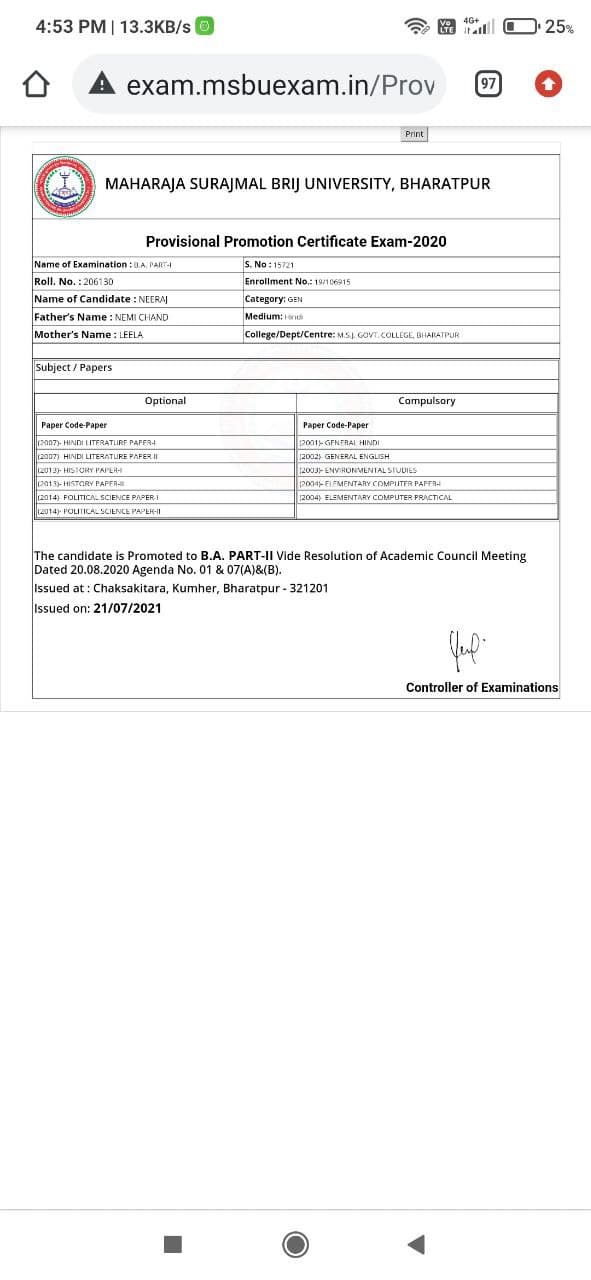 4:53 PM | 13.3KB/s
Vo LTE 4G+ 25%
exam.msbuexam.in/Prov 97
Print
MAHARAJA SURAJMAL BRIJ UNIVERSITY, BHARATPUR
Provisional Promotion Certificate Exam-2020
Name of Examination : B.A. PART-I S. No : 15721
Roll. No. : 206130 Enrollment No.: 19/106915
Name of Candidate : NEERAJ Category: GEN
Father's Name : NEMI CHAND Medium: Hindi
Mother's Name : LEELA College/Dept/Centre: M.S.J. GOVT. COLLEGE, BHARATPUR
Subject / Papers
Optional Compulsory
Paper Code-Paper Paper Code-Paper
(2007)- HINDI LITERATURE PAPER-I (2001)- GENERAL HINDI
(2007)- HINDI LITERATURE PAPER-II (2002)- GENERAL ENGLISH
(2013)- HISTORY PAPER-I (2003)- ENVIRONMENTAL STUDIES
(2013)- HISTORY PAPER-II (2004)- ELEMENTARY COMPUTER PAPER-I
(2014)- POLITICAL SCIENCE PAPER-I (2004)- ELEMENTARY COMPUTER PRACTICAL
(2014)- POLITICAL SCIENCE PAPER-II
The candidate is Promoted to B.A. PART-II Vide Resolution of Academic Council Meeting
Dated 20.08.2020 Agenda No. 01 & 07(A)&(B).
Issued at : Chaksakitara, Kumher, Bharatpur - 321201
Issued on: 21/07/2021
Controller of Examinations